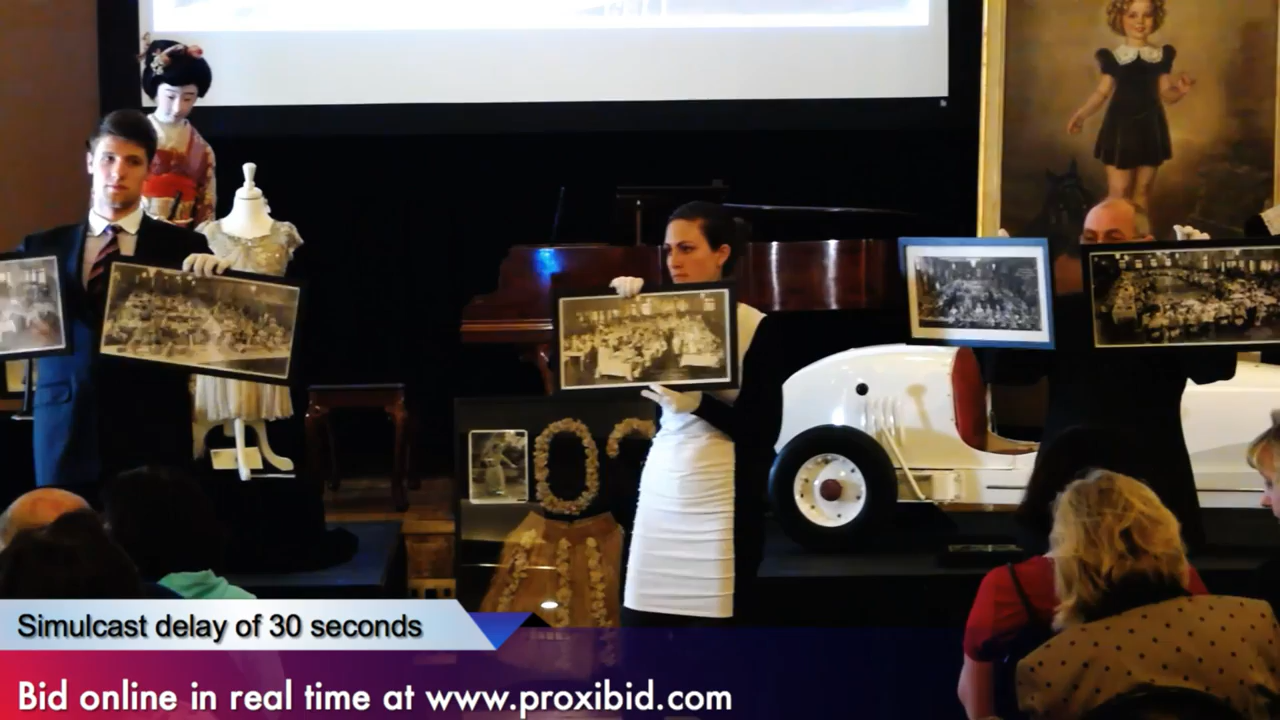 Simulcast delay of 30 seconds
Bid online in real time at www.proxibid.com